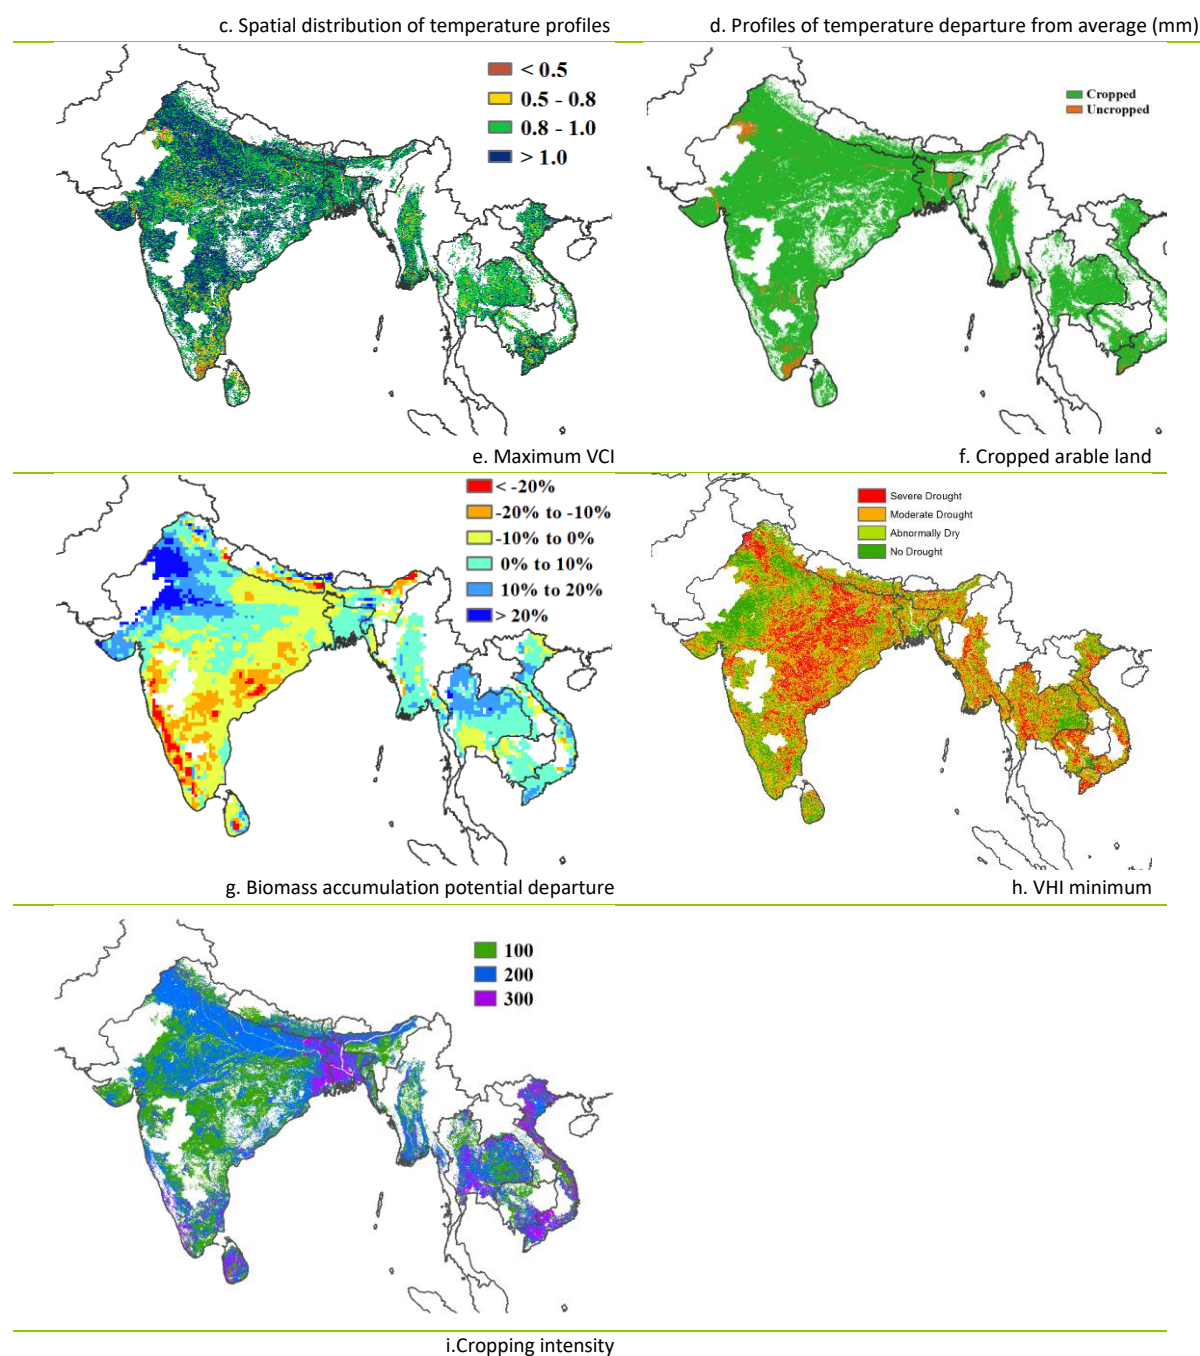 c. Spatial distribution of temperature profiles
d. Profiles of temperature departure from average (mm)
< 0.5
0.5 - 0.8
0.8 - 1.0
> 1.0
Cropped
Uncropped
e. Maximum VCI
f. Cropped arable land
< -20%
-20% to -10%
-10% to 0%
0% to 10%
10% to 20%
> 20%
Severe Drought
Moderate Drought
Abnormally Dry
No Drought
g. Biomass accumulation potential departure
h. VHI minimum
100
200
300
i.Cropping intensity